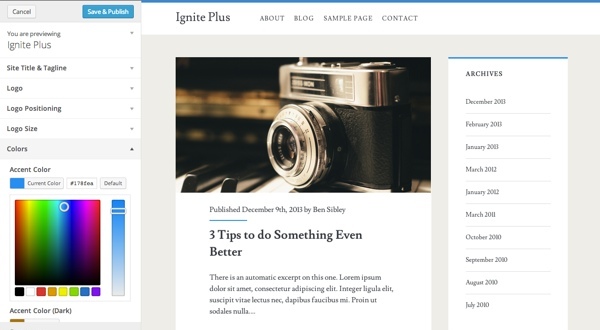 Cancel
Save & Publish
You are previewing
Ignite Plus
Site Title & Tagline
Logo
Logo Positioning
Logo Size
Colors
Accent Color
Current Color
Default
Accent Color (Dark)
Ignite Plus
ABOUT
BLOG
SAMPLE PAGE
CONTACT
Published December 9th, 2013 by Ben Sibley
3 Tips to do Something Even
Better
There is an automatic excerpt on this one. Lorem ipsum
dolor sit amet, consectetur adipiscing elit. Integer ligula elit,
suscipit vitae lectus nec, dapibus faucibus mi. Proin ut
sodales nulla....
ARCHIVES
December 2013
February 2013
January 2013
March 2012
January 2012
March 2011
October 2010
September 2010
August 2010
July 2010